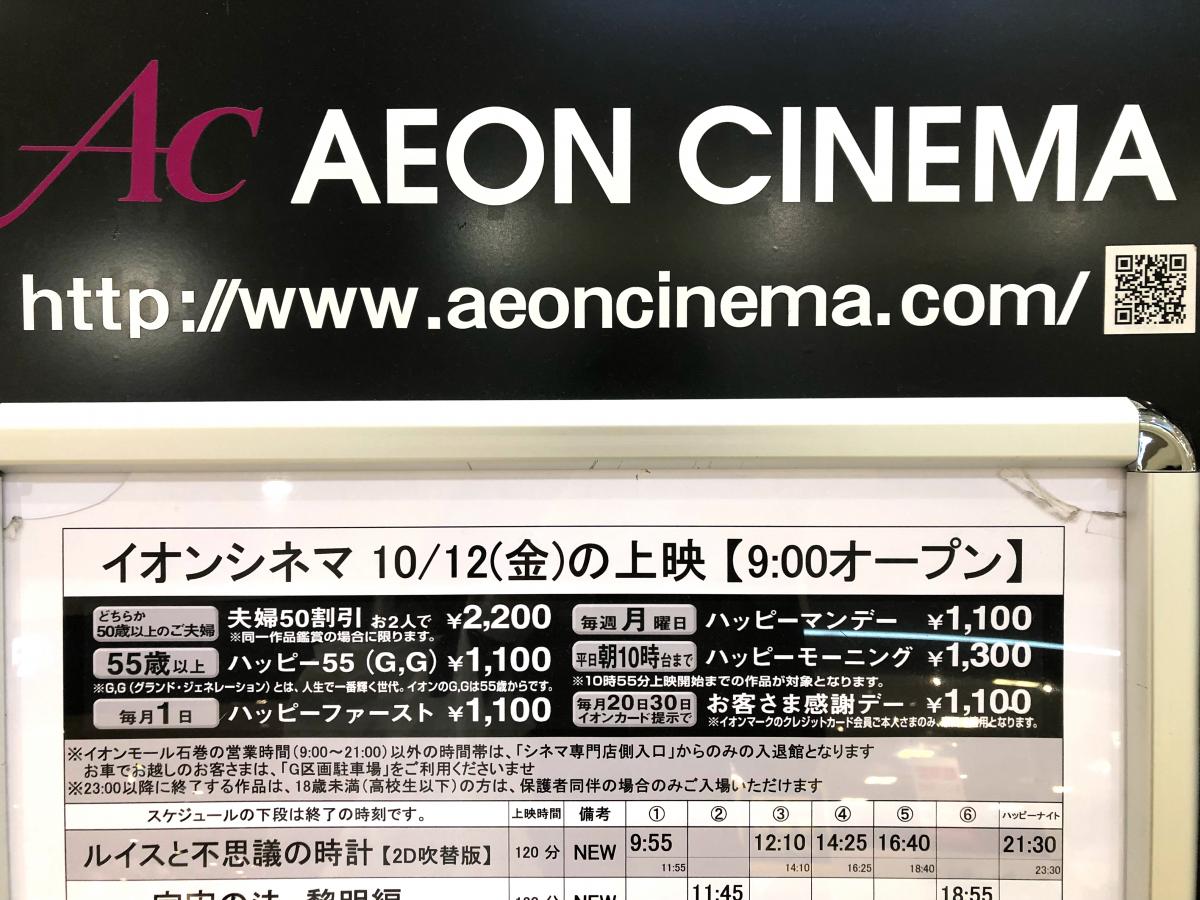 Ac AEON CINEMA
http://www.aeoncinema.com/
イオンシネマ 10/12(金)の上映【9:00オープン】
どちらか
50歳以上のご夫婦 夫婦50割引 お2人で ¥2,200
※同一作品鑑賞の場合に限ります。
55歳以上 ハッピー55 (G,G) ¥1,100
※G,G(グランド・ジェネレーション)とは、人生で一番輝く世代。イオンのG,Gは55歳からです。
毎月1日 ハッピーファースト ¥1,100
毎週月曜日 ハッピーマンデー ¥1,100
平日朝10時台まで ハッピーモーニング ¥1,300
※10時55分上映開始までの作品が対象となります。
毎月20日30日
イオンカード提示で お客さま感謝デー ¥1,100
※イオンマークのクレジットカード会員ご本人さまのみ、
※イオンモール石巻の営業時間(9:00～21:00)以外の時間帯は、「シネマ専門店側入口」からのみの入退館となります
お車でお越しのお客さまは、「G区画駐車場」をご利用くださいませ
※23:00以降に終了する作品は、18歳未満(高校生以下)の方は、保護者同伴の場合のみご入場いただけます
スケジュールの下段は終了の時刻です。 上映時間 備考 ① ② ③ ④ ⑤ ⑥ ハッピーナイト
ルイスと不思議の時計【2D吹替版】 120分 NEW 9:55 12:10 14:25 16:40 21:30
11:55 14:10 16:25 18:40 23:30
宇宙の法 黎明編 NEW 11:45 18:55